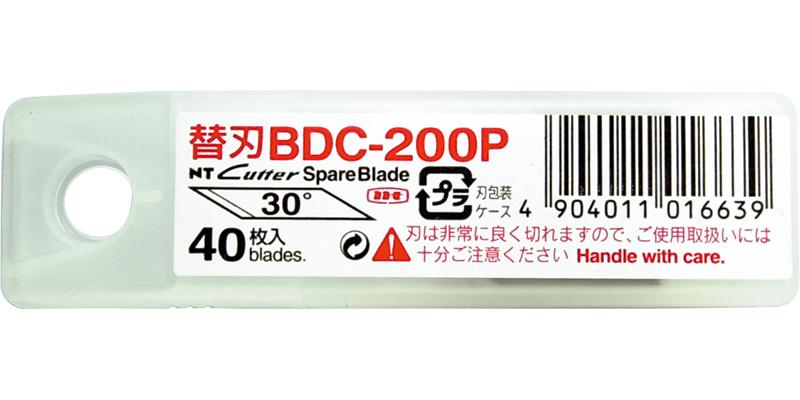 替刃BDC-200P
NT Cutter Spare Blade
30°
プラ
刃包装
ケース
40枚入
blades.
4 904011 016639
刃は非常に良く切れますので、ご使用取扱いには
十分ご注意ください Handle with care.